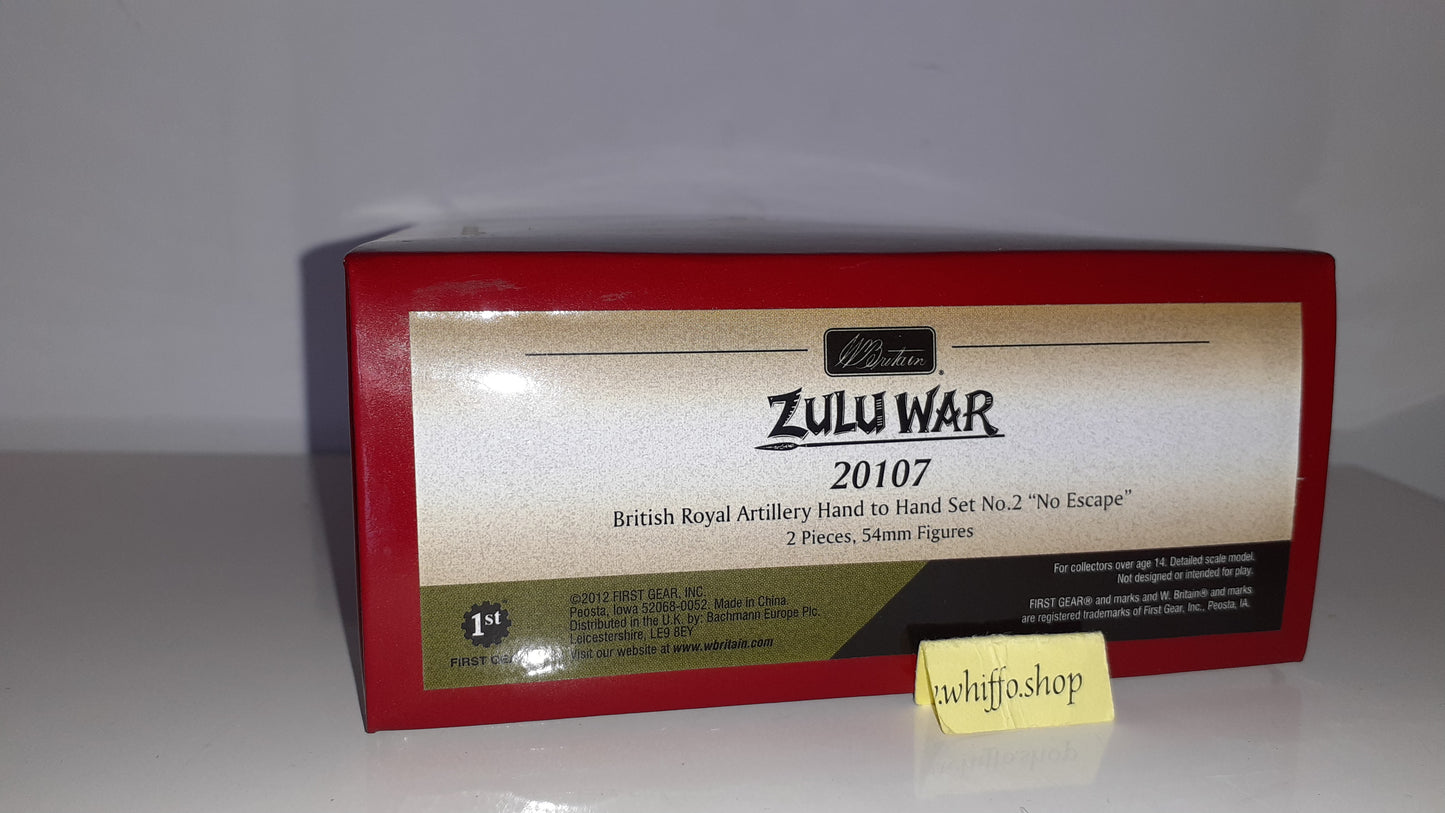 WBritain®
ZULU WAR
20107
British Royal Artillery Hand to Hand Set No.2 “No Escape”
2 Pieces, 54mm Figures
1st
FIRST
©2012 FIRST GEAR, INC.
Peosta, Iowa 52068-0052. Made in China.
Distributed in the U.K. by: Bachmann Europe Plc.
Leicestershire, LE9 8EY
Visit our website at www.wbritain.com
For collectors over age 14. Detailed scale model.
Not designed or intended for play.
FIRST GEAR® and marks and W. Britain® and marks
are registered trademarks of First Gear, Inc., Peosta, IA.
.whiffo.shop